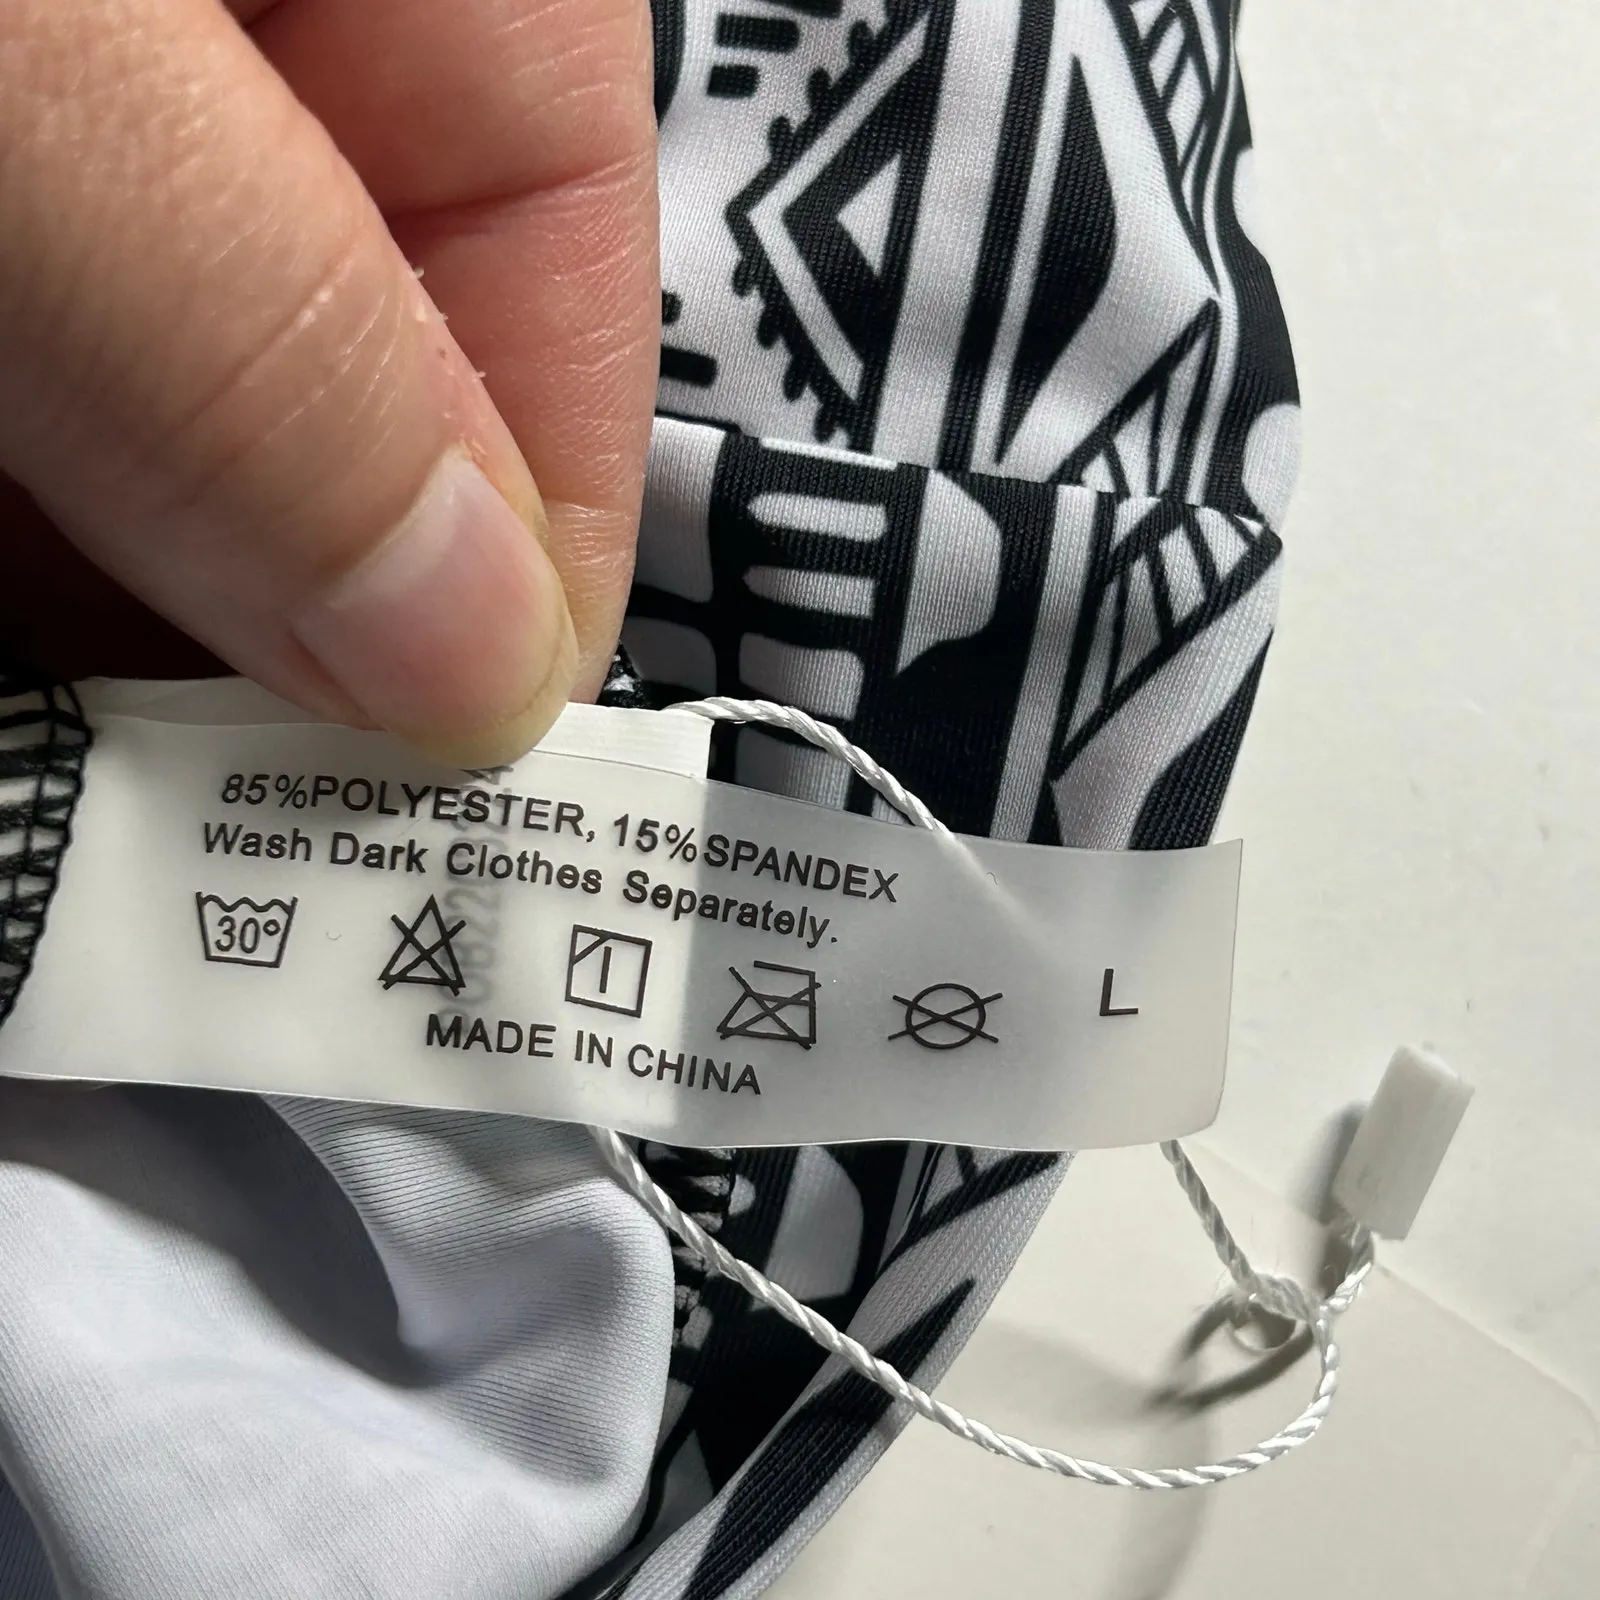 85%POLYESTER, 15%SPANDEX
Wash Dark Clothes Separately.
30°
L
MADE IN CHINA